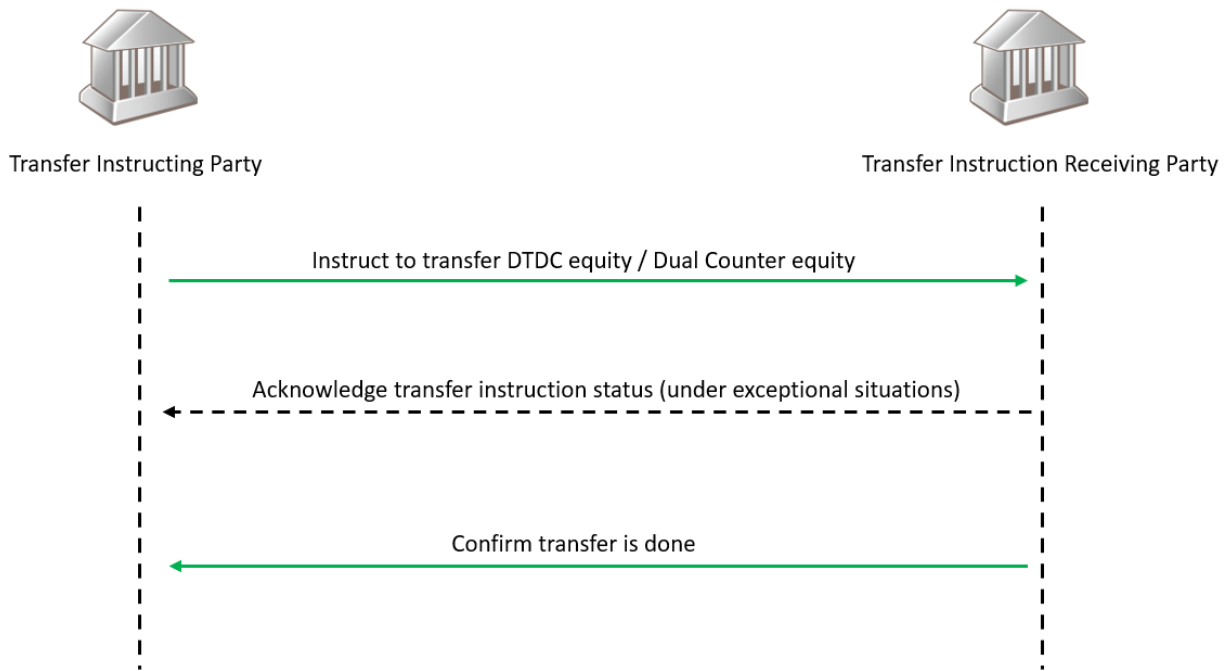 Transfer Instructing Party
Transfer Instruction Receiving Party
Instruct to transfer DTDC equity / Dual Counter equity
Acknowledge transfer instruction status (under exceptional situations)
Confirm transfer is done